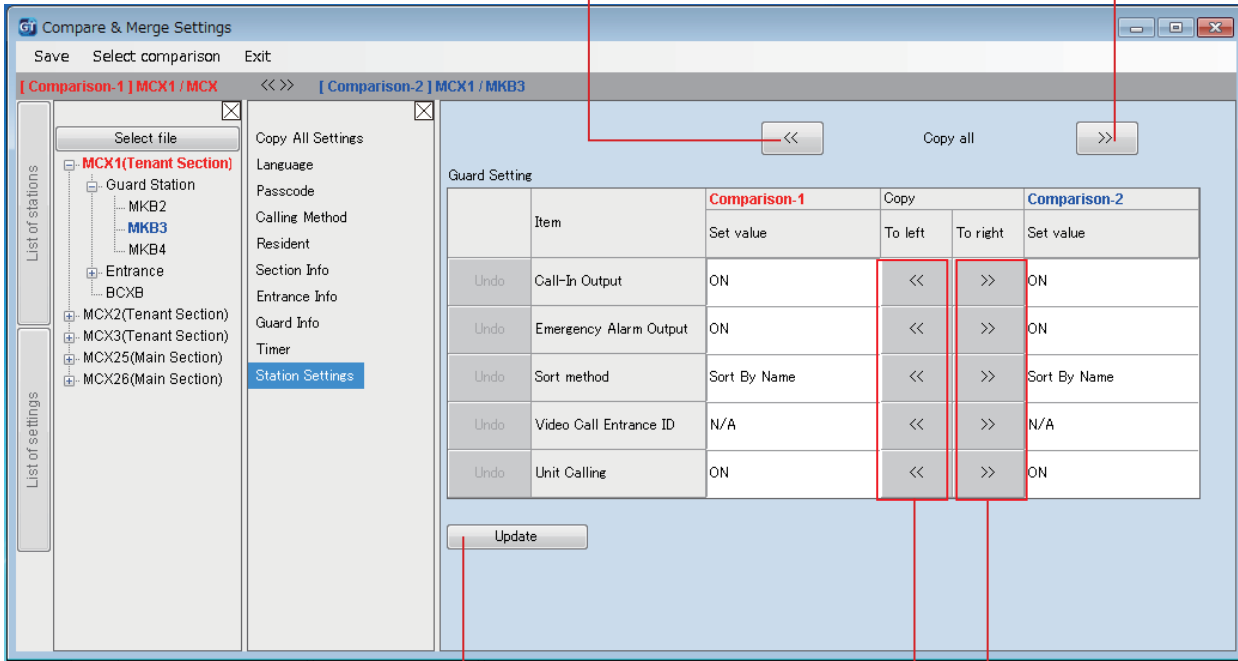 GT Compare & Merge Settings
Save Select comparison Exit
[ Comparison-1 ] MCX1 / MCX << >> [ Comparison-2 ] MCX1 / MKB3
List of stations
List of settings
Select file
MCX1(Tenant Section)
Guard Station
MKB2
MKB3
MKB4
Entrance
BCXB
MCX2(Tenant Section)
MCX3(Tenant Section)
MCX25(Main Section)
MCX26(Main Section)
Copy All Settings
Language
Passcode
Calling Method
Resident
Section Info
Entrance Info
Guard Info
Timer
Station Settings
<< Copy all >>
Guard Setting
Item Comparison-1 Copy Comparison-2
Set value To left To right Set value
Undo Call-In Output ON << >> ON
Undo Emergency Alarm Output ON << >> ON
Undo Sort method Sort By Name << >> Sort By Name
Undo Video Call Entrance ID N/A << >> N/A
Undo Unit Calling ON << >> ON
Update